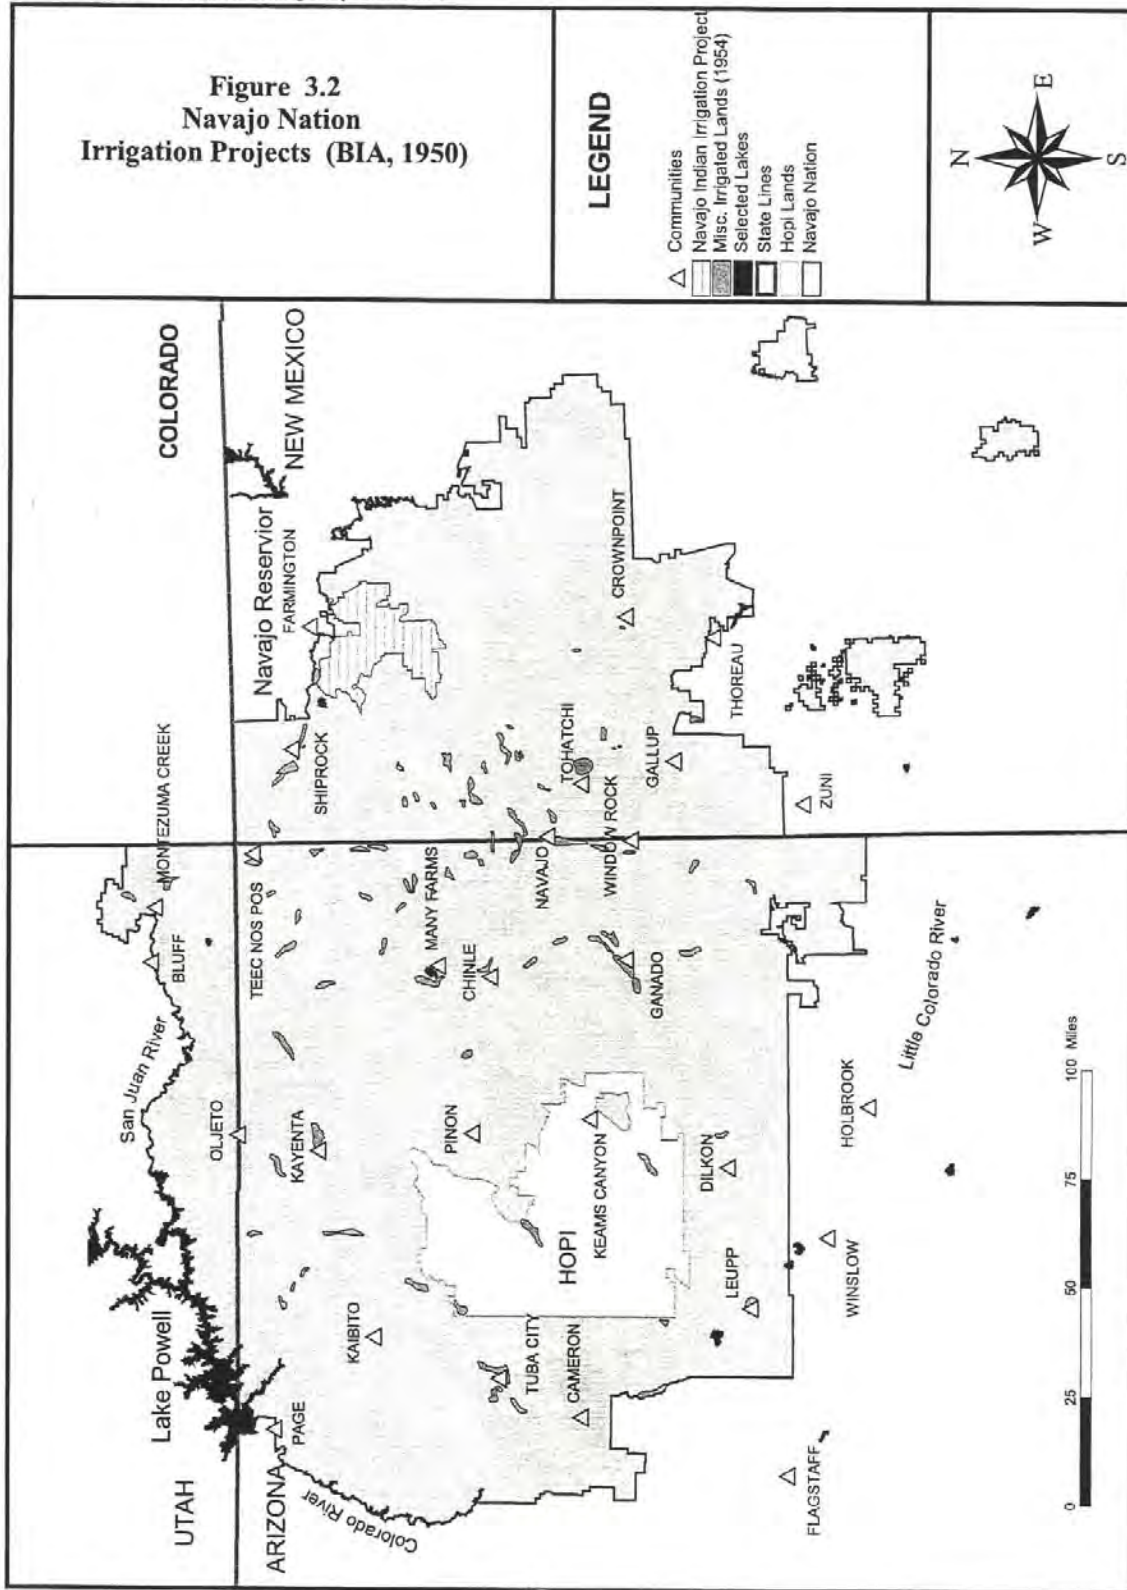 Figure 3.2
Navajo Nation
Irrigation Projects (BIA, 1950)
LEGEND
Communities
Navajo Indian Irrigation Project
Misc. Irrigated Lands (1954)
Selected Lakes
State Lines
Hopi Lands
Navajo Nation
N
E
S
W
COLORADO
NEW MEXICO
Navajo Reservior
FARMINGTON
SHIPROCK
CROWNPOINT
TOHATCHI
THOREAU
GALLUP
ZUNI
MONTEZUMA CREEK
BLUFF
TEEC NOS POS
MANY FARMS
NAVAJO
WINDOW ROCK
CHINLE
GANADO
San Juan River
OLJETO
KAYENTA
PINON
KEAMS CANYON
HOPI
DILKON
HOLBROOK
Little Colorado River
UTAH
Lake Powell
ARIZONA
PAGE
Colorado River
KAIBITO
TUBA CITY
CAMERON
LEUPP
WINSLOW
FLAGSTAFF
0 25 50 75 100 Miles